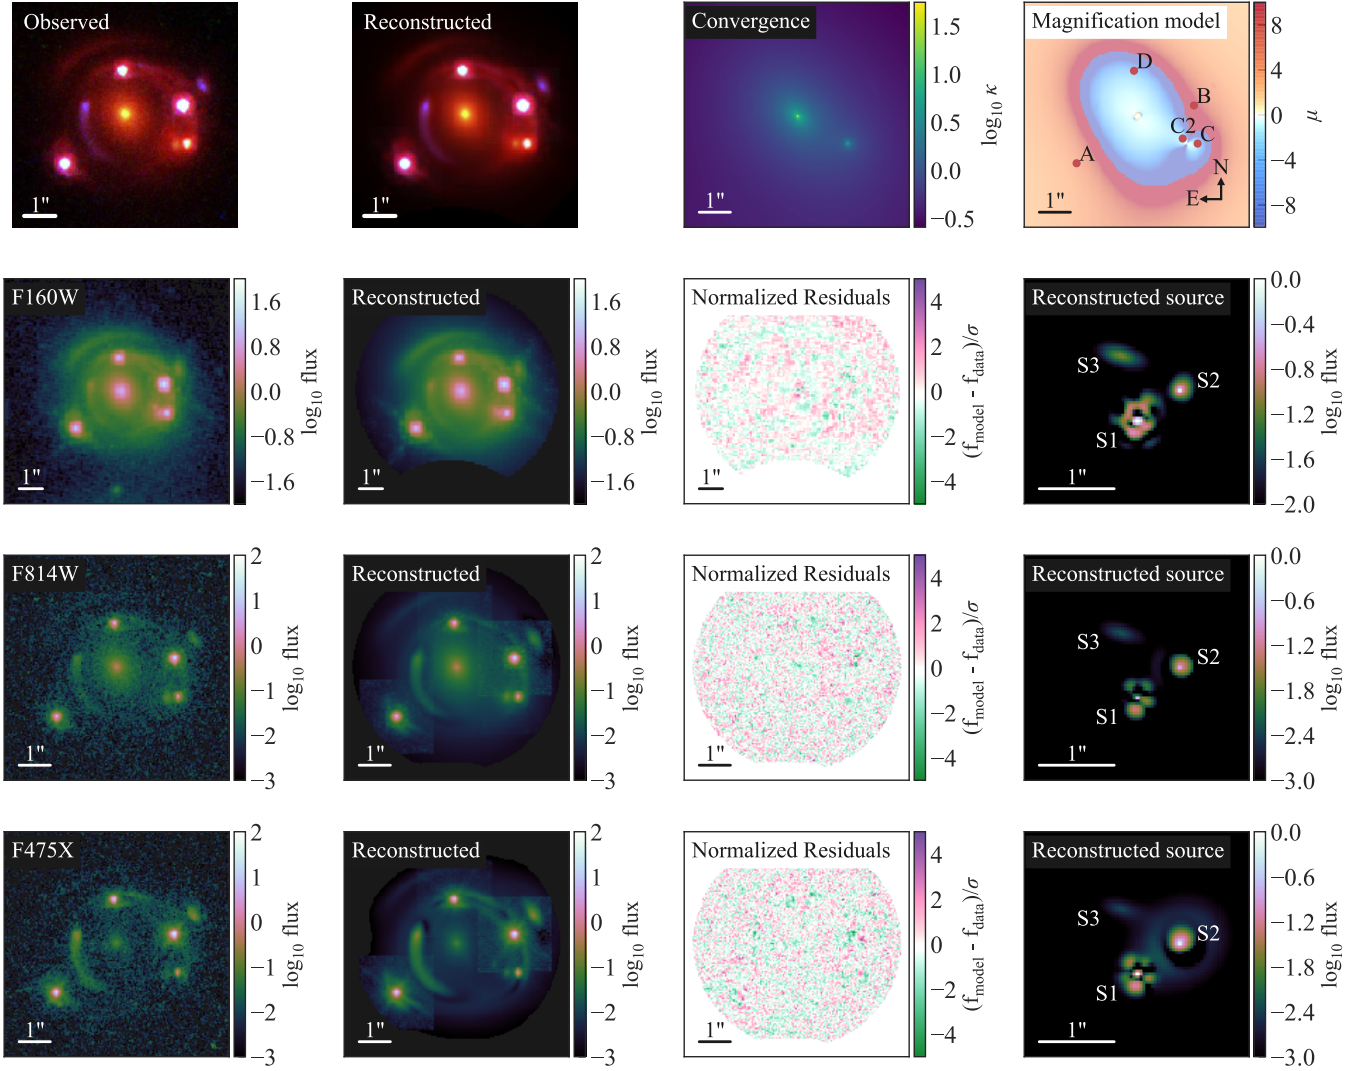 Observed
1"
Reconstructed
1"
Convergence
1.5
1.0
0.5
0.0
−0.5
log₁₀ κ
Magnification model
D
B
C2
C
A
N
E
1"
8
4
0
−4
−8
μ
F160W
1"
1.6
0.8
0.0
−0.8
−1.6
log₁₀ flux
Reconstructed
1"
1.6
0.8
0.0
−0.8
−1.6
log₁₀ flux
Normalized Residuals
1"
4
2
0
−2
−4
(f_model - f_data)/σ
Reconstructed source
S3
S2
S1
1"
0.0
−0.4
−0.8
−1.2
−1.6
−2.0
log₁₀ flux
F814W
1"
2
1
0
−1
−2
−3
log₁₀ flux
Reconstructed
1"
2
1
0
−1
−2
−3
log₁₀ flux
Normalized Residuals
1"
4
2
0
−2
−4
(f_model - f_data)/σ
Reconstructed source
S3
S2
S1
1"
0.0
−0.6
−1.2
−1.8
−2.4
−3.0
log₁₀ flux
F475X
1"
2
1
0
−1
−2
−3
log₁₀ flux
Reconstructed
1"
2
1
0
−1
−2
−3
log₁₀ flux
Normalized Residuals
1"
4
2
0
−2
−4
(f_model - f_data)/σ
Reconstructed source
S3
S2
S1
1"
0.0
−0.6
−1.2
−1.8
−2.4
−3.0
log₁₀ flux